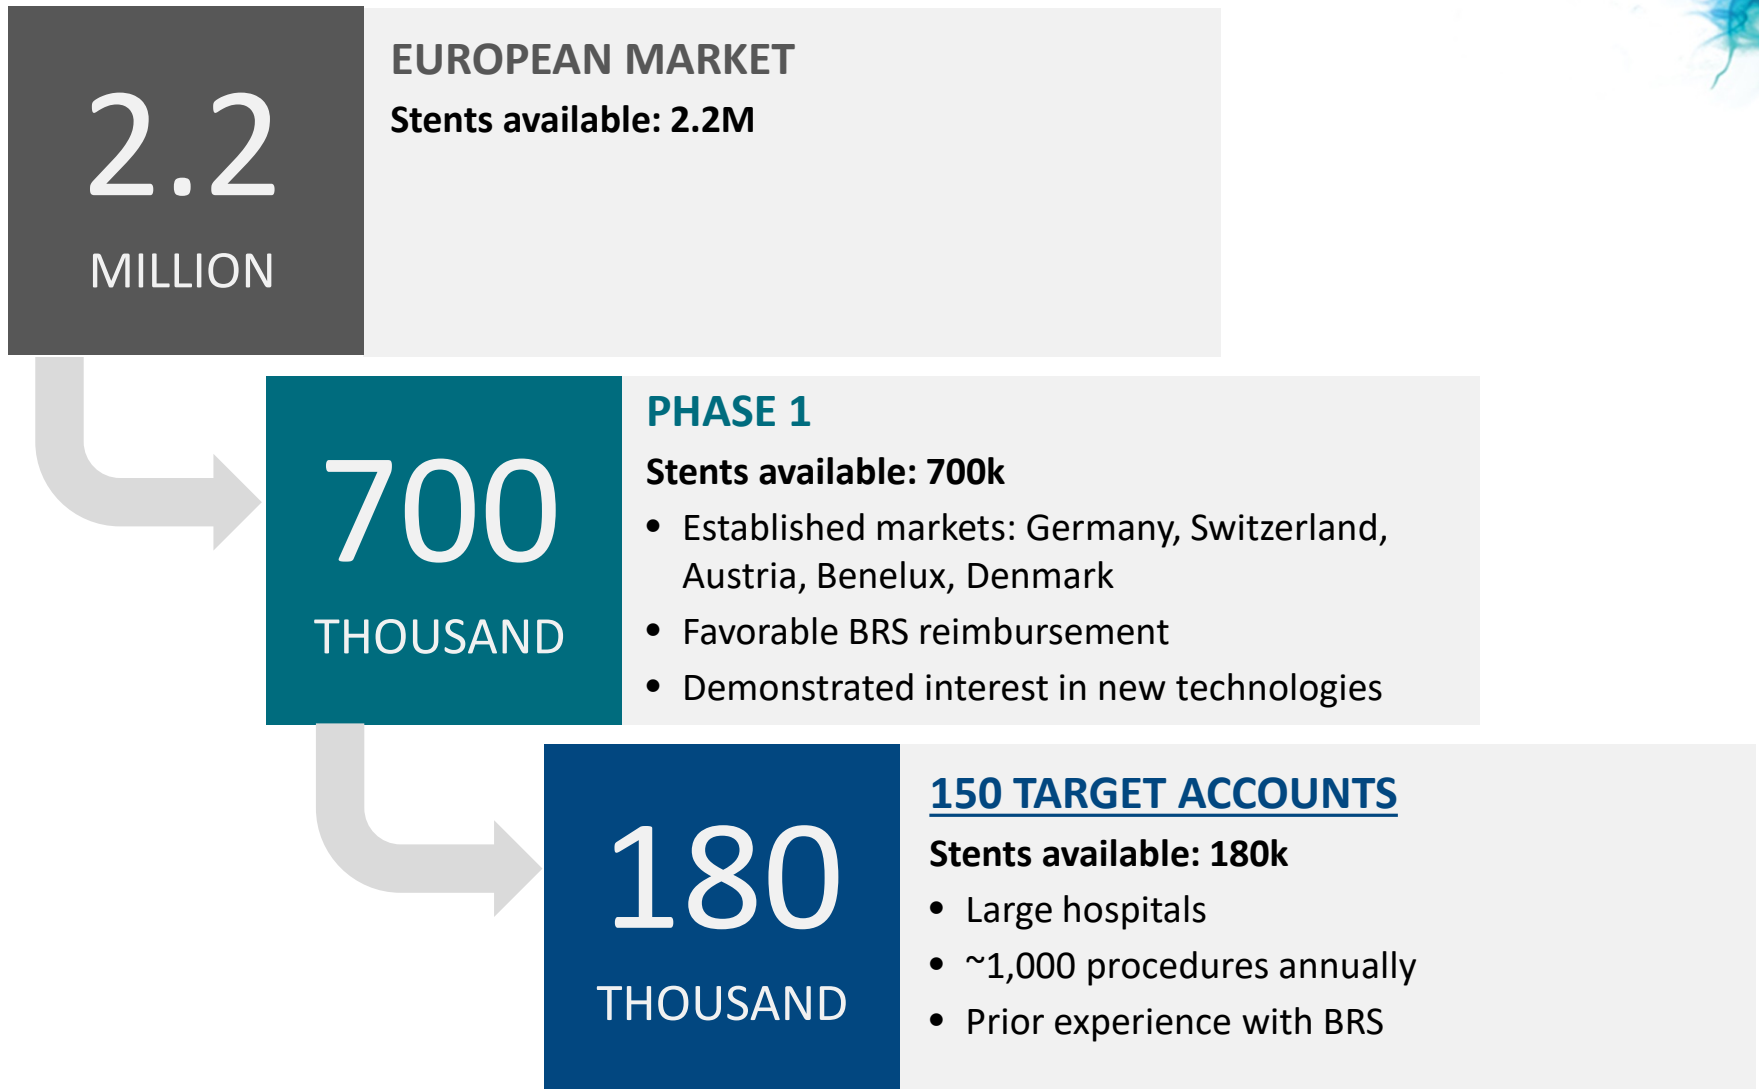 2.2
MILLION
EUROPEAN MARKET
Stents available: 2.2M
700
THOUSAND
PHASE 1
Stents available: 700k
• Established markets: Germany, Switzerland,
Austria, Benelux, Denmark
• Favorable BRS reimbursement
• Demonstrated interest in new technologies
180
THOUSAND
150 TARGET ACCOUNTS
Stents available: 180k
• Large hospitals
• ~1,000 procedures annually
• Prior experience with BRS